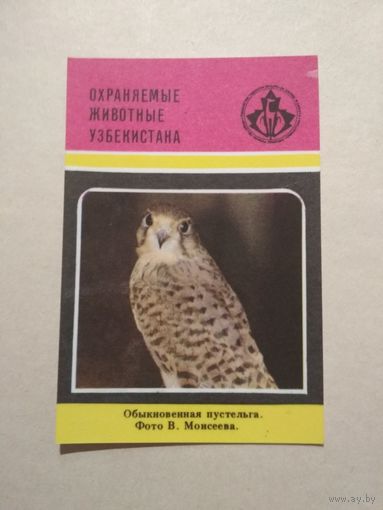 ОХРАНЯЕМЫЕ
ЖИВОТНЫЕ
УЗБЕКИСТАНА
Обыкновенная пустельга.
Фото В. Моисеева.
www.ay.by